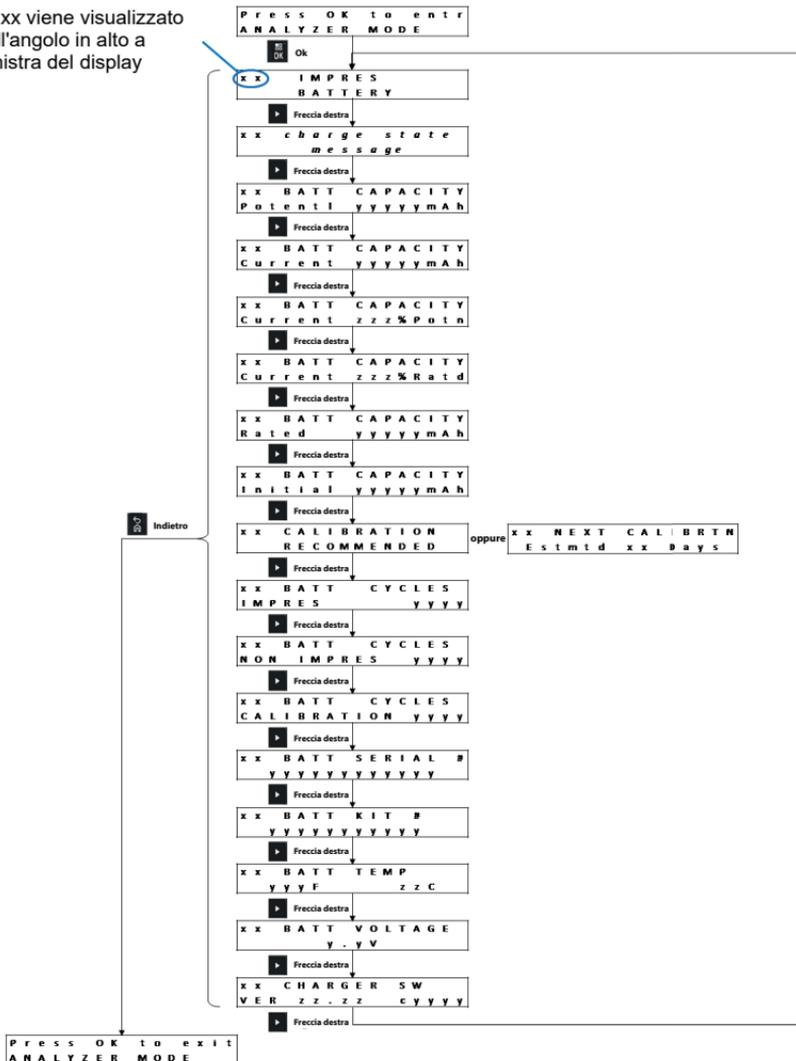 xx viene visualizzato
ll'angolo in alto a
nistra del display
Press OK to entr
ANALYZER MODE
OK
Ok
xx IMPRES
BATTERY
Freccia destra
xx charge state
message
Freccia destra
xx BATT CAPACITY
Potentl yyyyymAh
Freccia destra
xx BATT CAPACITY
Current yyyyymAh
Freccia destra
xx BATT CAPACITY
Current zzz%Potn
Freccia destra
xx BATT CAPACITY
Current zzz%Ratd
Freccia destra
xx BATT CAPACITY
Rated yyyyymAh
Freccia destra
xx BATT CAPACITY
Initial yyyyymAh
Freccia destra
Indietro
xx CALIBRATION
RECOMMENDED
oppure
xx NEXT CALIBRTN
Estmtd xx Days
Freccia destra
xx BATT CYCLES
IMPRES yyyy
Freccia destra
xx BATT CYCLES
NON IMPRES yyyy
Freccia destra
xx BATT CYCLES
CALIBRATION yyyy
Freccia destra
xx BATT SERIAL #
yyyyyyyyyyyy
Freccia destra
xx BATT KIT #
yyyyyyyyyyy
Freccia destra
xx BATT TEMP
yyyF zzC
Freccia destra
xx BATT VOLTAGE
y.yV
Freccia destra
xx CHARGER SW
VER zz.zz cyyyy
Freccia destra
Press OK to exit
ANALYZER MODE